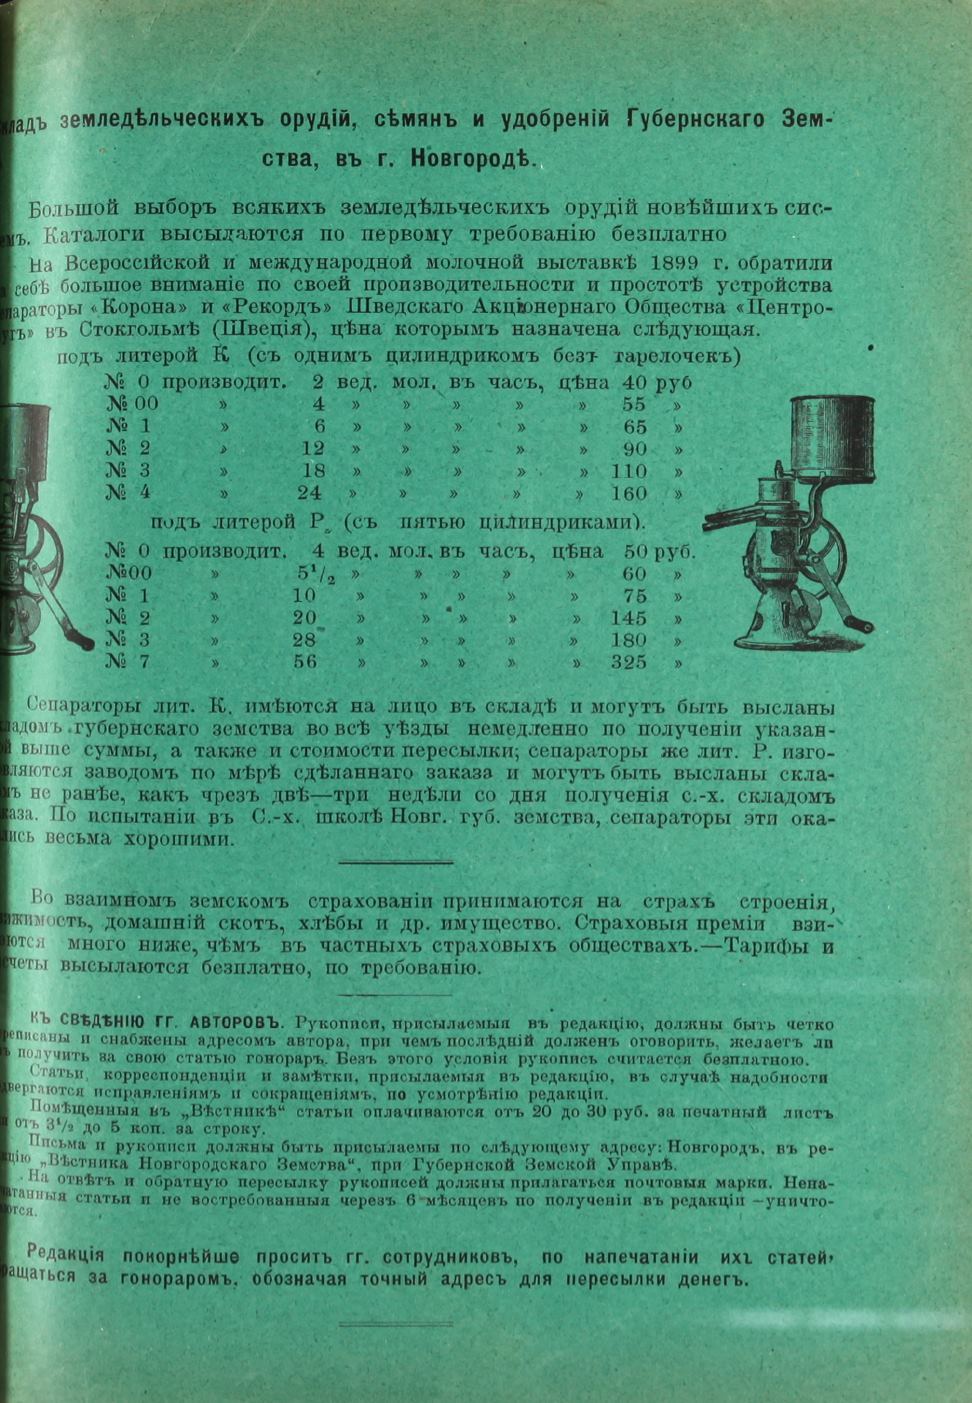 складъ земледѣльческихъ орудій, сѣмянъ и удобреній Губернскаго Зем-
ства, въ г. Новгородѣ.
Большой выборъ всякихъ земледѣльческихъ орудій новѣйшихъ сис-
емъ. Каталоги высылаются по первому требованію безплатно
На Всероссійской и международной молочной выставкѣ 1899 г. обратили
а себѣ большое вниманіе по своей производительности и простотѣ устройства
епараторы «Корона» и «Рекордъ» Шведскаго Акціонернаго Общества «Центро-
угъ» въ Стокгольмѣ (Швеція), цѣна которымъ назначена слѣдующая.
подъ литерой К (съ однимъ цилиндрикомъ безъ тарелочекъ)
№ 0 производит. 2 вед. мол. въ часъ, цѣна 40 руб
№ 00 » 4 » » » » » 55 »
№ 1 » 6 » » » » » 65 »
№ 2 » 12 » » » » » 90 »
№ 3 » 18 » » » » » 110 »
№ 4 » 24 » » » » » 160 »
подъ литерой Р. (съ пятью цилиндриками).
№ 0 производит. 4 вед. мол. въ часъ, цѣна 50 руб.
№00 » 5½ » » » » » 60 »
№ 1 » 10 » » » » » 75 »
№ 2 » 20 » » » » » 145 »
№ 3 » 28 » » » » » 180 »
№ 7 » 56 » » » » » 325 »
Сепараторы лит. К. имѣются на лицо въ складѣ и могутъ быть высланы
ладомъ губернскаго земства во всѣ уѣзды немедленно по полученіи указан-
й выше суммы, а также и стоимости пересылки; сепараторы же лит. Р. изго-
вляются заводомъ по мѣрѣ сдѣланнаго заказа и могутъ быть высланы скла-
мъ не ранѣе, какъ чрезъ двѣ—три недѣли со дня полученія с.-х. складомъ
каза. По испытаніи въ С.-х. школѣ Новг. губ. земства, сепараторы эти ока-
лись весьма хорошими.
Во взаимномъ земскомъ страхованіи принимаются на страхъ строенія,
ижимость, домашній скотъ, хлѣбы и др. имущество. Страховыя преміи взи-
ются много ниже, чѣмъ въ частныхъ страховыхъ обществахъ.—Тарифы и
счеты высылаются безплатно, по требованію.
КЪ СВѢДѢНІЮ ГГ. АВТОРОВЪ. Рукописи, присылаемыя въ редакцію, должны быть четко
реписаны и снабжены адресомъ автора, при чемъ послѣдній долженъ оговорить, желаетъ ли
ъ получить за свою статью гонораръ. Безъ этого условія рукопись считается безплатною.
Статьи, корреспонденціи и замѣтки, присылаемыя въ редакцію, въ случаѣ надобности
двергаются исправленіямъ и сокращеніямъ, по усмотрѣнію редакціи.
Помѣщенныя въ „Вѣстникѣ“ статьи оплачиваются отъ 20 до 30 руб. за печатный листъ
и отъ 3½ до 5 коп. за строку.
Письма и рукописи должны быть присылаемы по слѣдующему адресу: Новгородъ, въ ре-
кцію „Вѣстника Новгородскаго Земства“, при Губернской Земской Управѣ.
На отвѣтъ и обратную пересылку рукописей должны прилагаться почтовыя марки. Непа-
чатанныя статьи и не востребованныя черезъ 6 мѣсяцевъ по полученіи въ редакціи—уничто-
ются.
Редакція покорнѣйше проситъ гг. сотрудниковъ, по напечатаніи ихъ статей,
ращаться за гонораромъ, обозначая точный адресъ для пересылки денегъ.